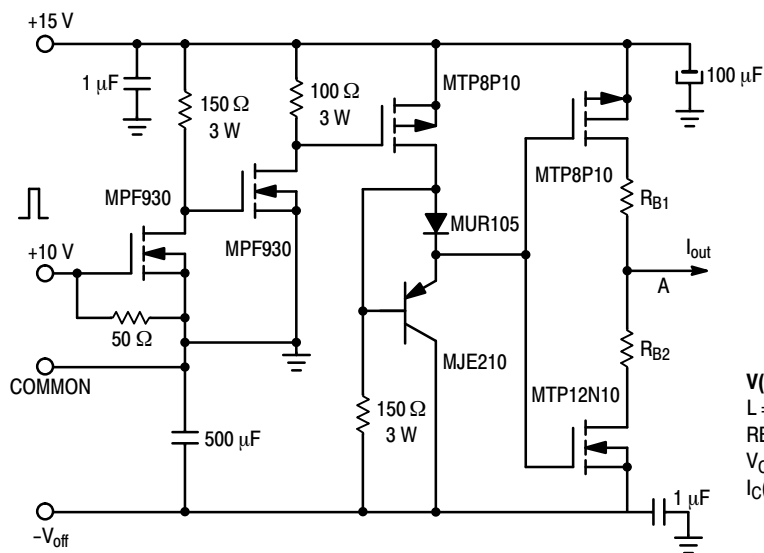 +15 V
1 μF
150 Ω
3 W
100 Ω
3 W
MTP8P10
100 μF
MPF930
+10 V
MPF930
50 Ω
COMMON
500 μF
–Voff
MUR105
MJE210
150 Ω
3 W
MTP8P10
RB1
Iout
A
RB2
MTP12N10
1 μF
V(
L =